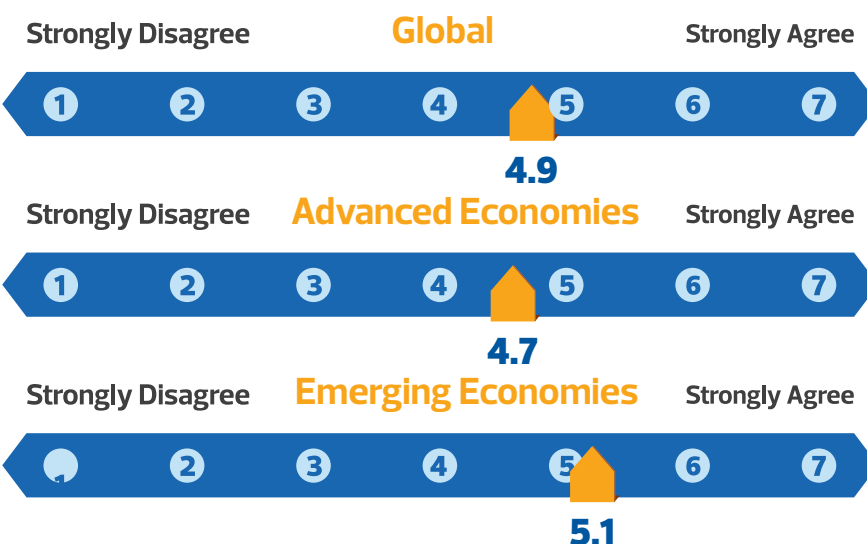 Strongly Disagree Global Strongly Agree
1 2 3 4 5 6 7
4.9
Strongly Disagree Advanced Economies Strongly Agree
1 2 3 4 5 6 7
4.7
Strongly Disagree Emerging Economies Strongly Agree
1 2 3 4 5 6 7
5.1